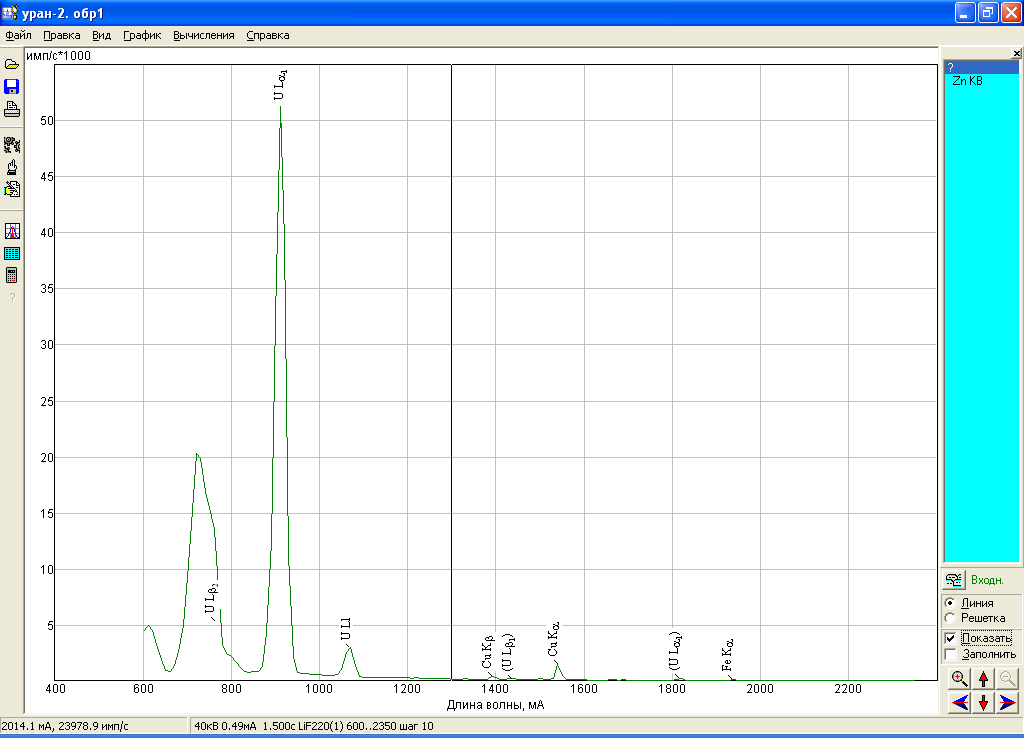 уран-2. обр1
Файл Правка Вид График Вычисления Справка
имп/с*1000
50
45
40
35
30
25
20
15
10
5
U Lα1
U Lβ2
U Ll
Cu Kβ
(U Lβ1)
Cu Kα
(U Lα1)
Fe Kα
400 600 800 1000 1200 1400 1600 1800 2000 2200
Длина волны, мА
?
Zn KB
Входн.
Линия
Решетка
Показать
Заполнить
2014.1 мА, 23978.9 имп/с
40кВ 0.49мА 1.500с LiF220(1) 600..2350 шаг 10